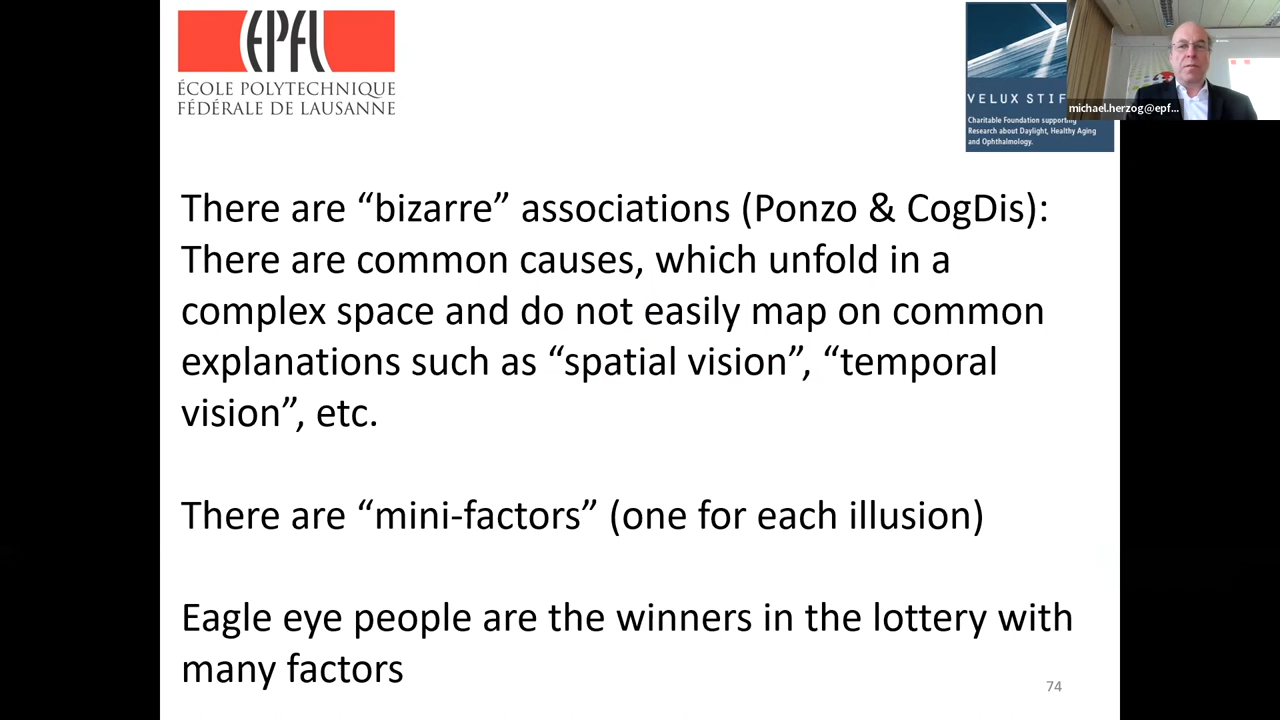 EPFL
ÉCOLE POLYTECHNIQUE
FÉDÉRALE DE LAUSANNE
VELUX STIF
Charitable Foundation supporting
Research about Daylight, Healthy Aging
and Ophthalmology.
michael.herzog@epf...
There are “bizarre” associations (Ponzo & CogDis):
There are common causes, which unfold in a
complex space and do not easily map on common
explanations such as “spatial vision”, “temporal
vision”, etc.
There are “mini-factors” (one for each illusion)
Eagle eye people are the winners in the lottery with
many factors
74